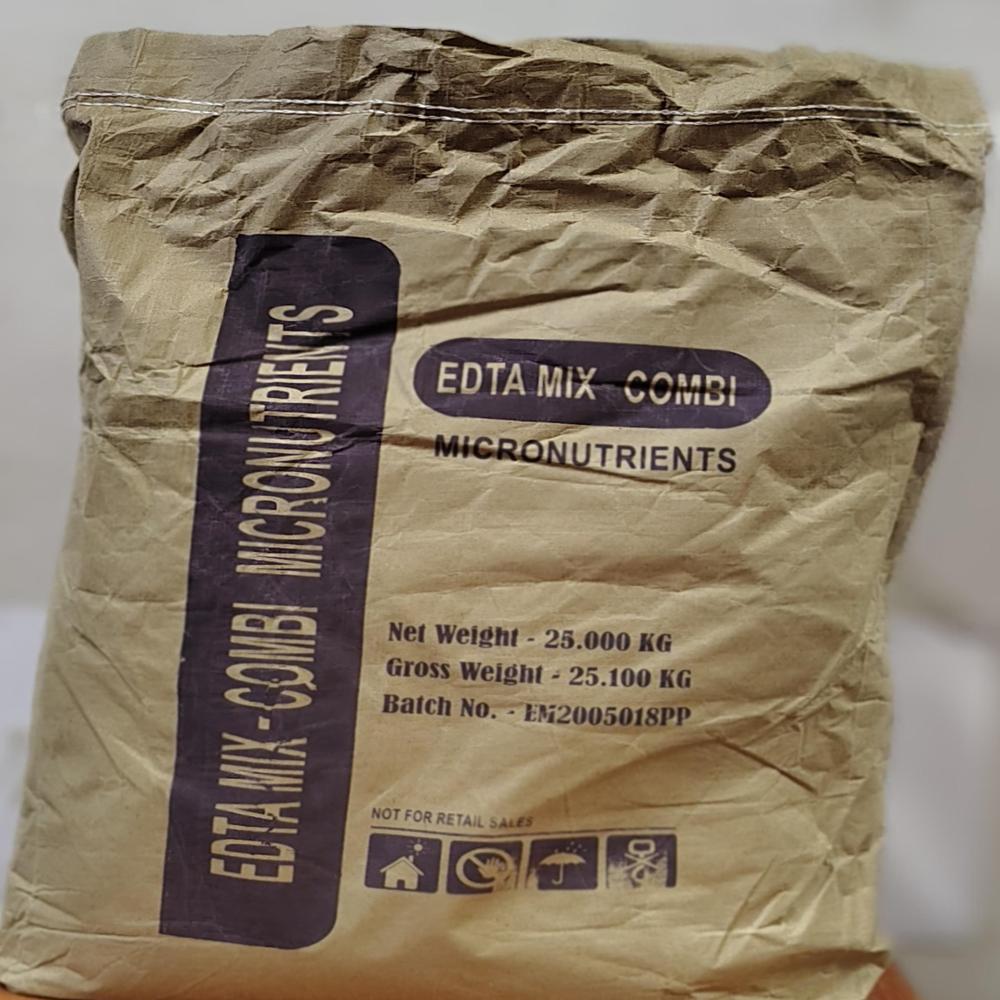 EDTA MIX-COMBI MICRONUTRIENTS
EDTA MIX COMBI
MICRONUTRIENTS
Net Weight - 25.000 KG
Gross Weight - 25.100 KG
Batch No. - EM2005018PP
NOT FOR RETAIL SALES